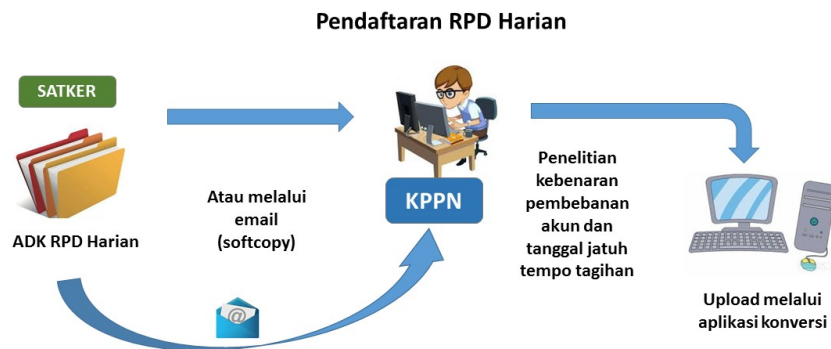 Pendaftaran RPD Harian
SATKER
ADK RPD Harian
Atau melalui
email
(softcopy)
@
KPPN
Penelitian
kebenaran
pembebanan
akun dan
tanggal jatuh
tempo tagihan
Upload melalui
aplikasi konversi